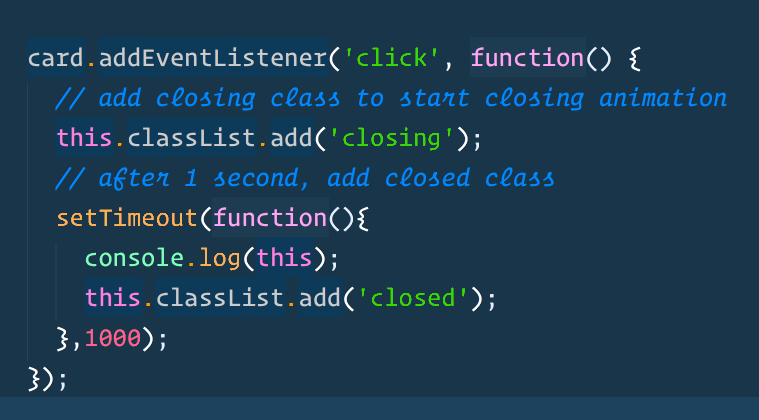 card.addEventListener('click', function() {
// add closing class to start closing animation
this.classList.add('closing');
// after 1 second, add closed class
setTimeout(function(){
console.log(this);
this.classList.add('closed');
},1000);
});